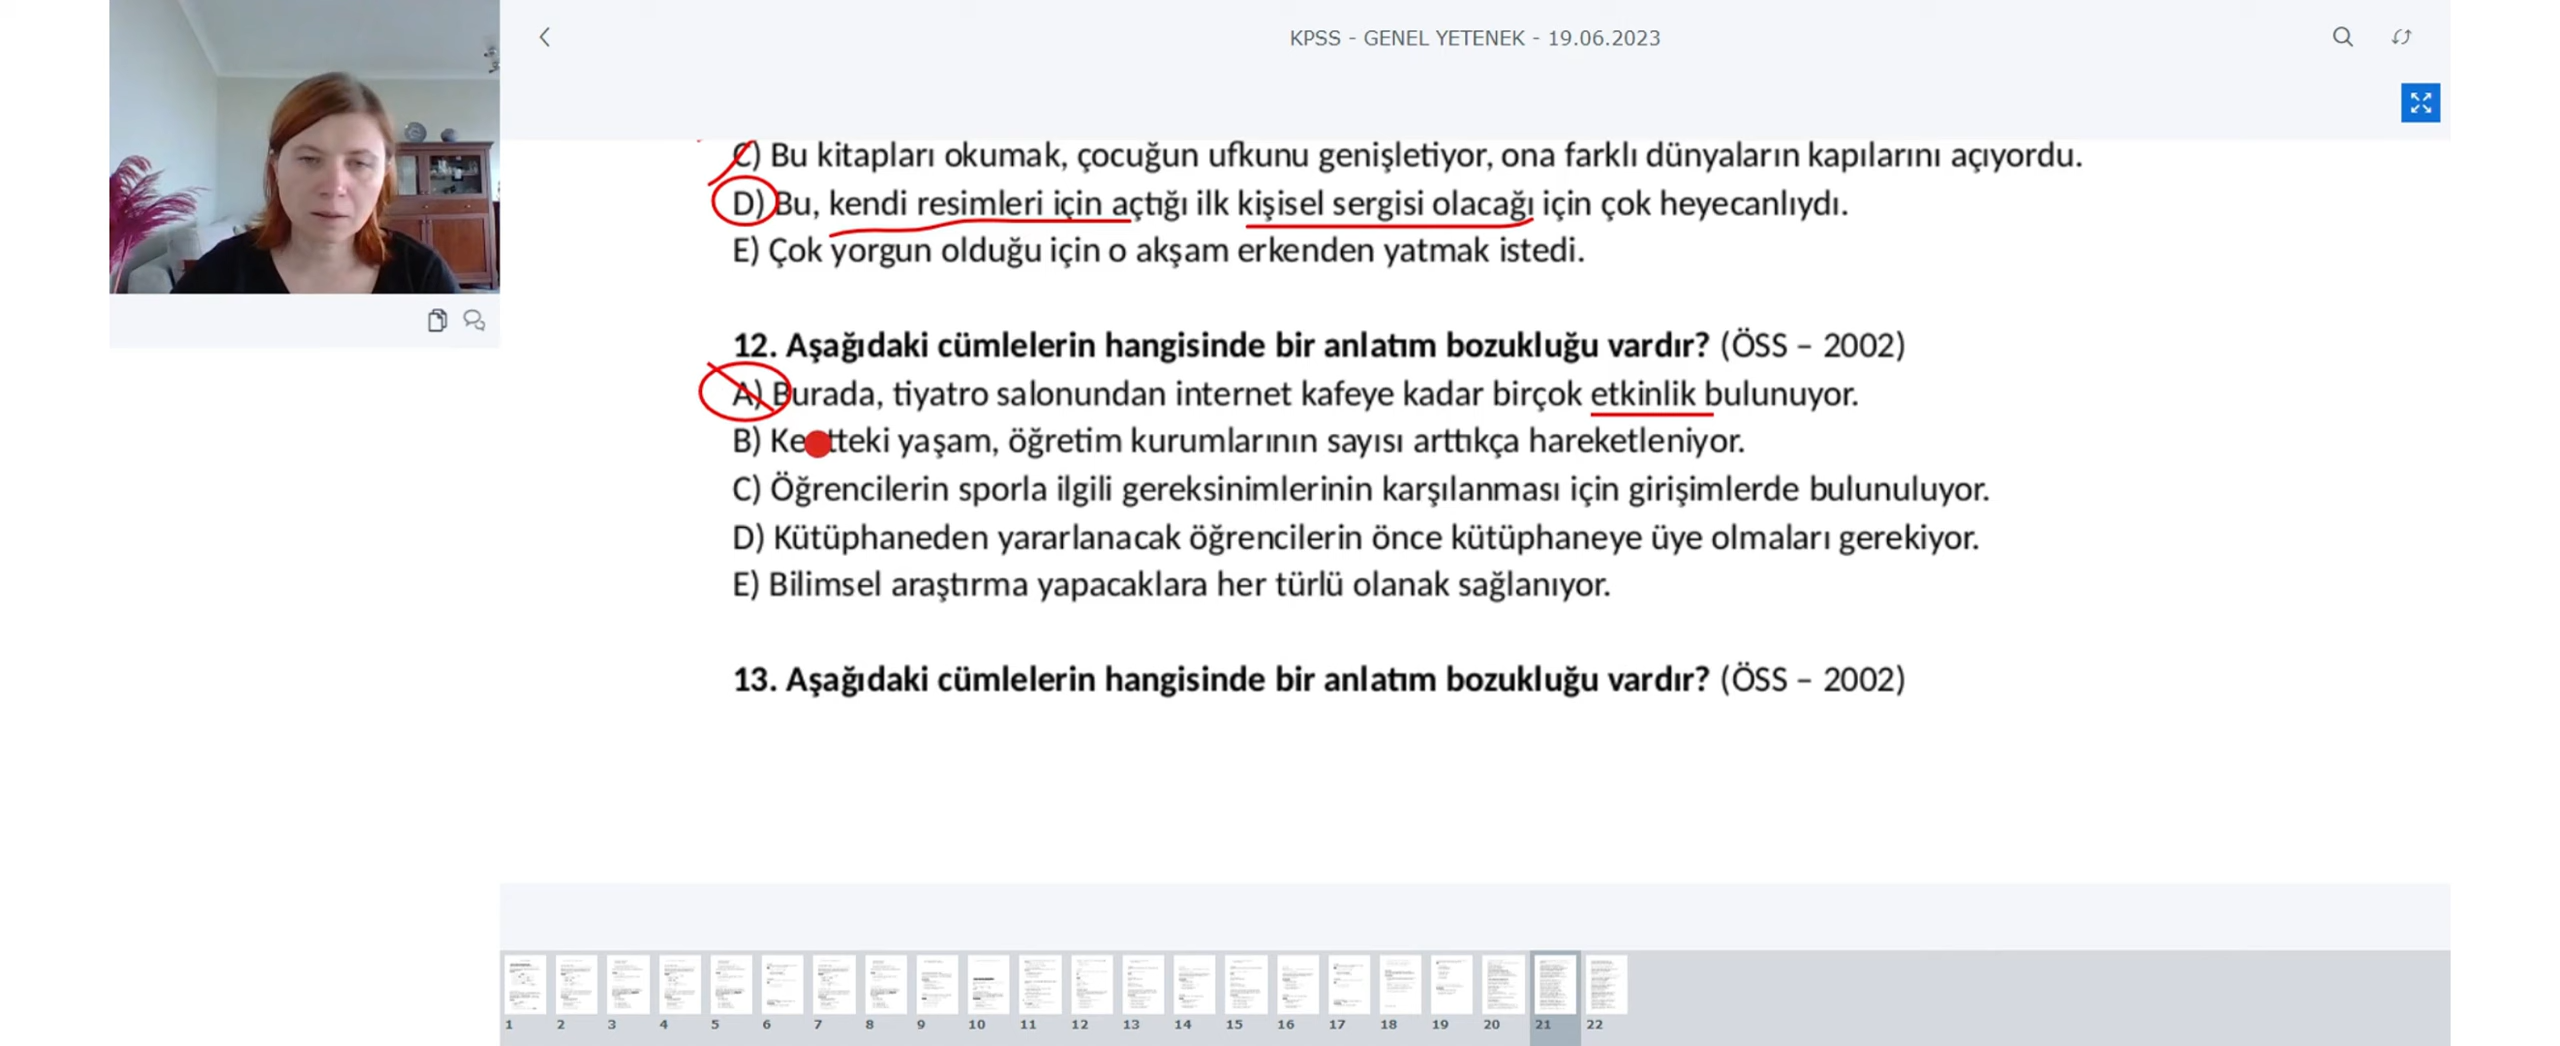 KPSS - GENEL YETENEK - 19.06.2023
C) Bu kitapları okumak, çocuğun ufkunu genişletiyor, ona farklı dünyaların kapılarını açıyordu.
D) Bu, kendi resimleri için açtığı ilk kişisel sergisi olacağı için çok heyecanlıydı.
E) Çok yorgun olduğu için o akşam erkenden yatmak istedi.
12. Aşağıdaki cümlelerin hangisinde bir anlatım bozukluğu vardır? (ÖSS – 2002)
A) Burada, tiyatro salonundan internet kafeye kadar birçok etkinlik bulunuyor.
B) yaşam, öğretim kurumlarının sayısı arttıkça hareketleniyor.
C) Öğrencilerin sporla ilgili gereksinimlerinin karşılanması için girişimlerde bulunuluyor.
D) Kütüphaneden yararlanacak öğrencilerin önce kütüphaneye üye olmaları gerekiyor.
E) Bilimsel araştırma yapacaklara her türlü olanak sağlanıyor.
13. Aşağıdaki cümlelerin hangisinde bir anlatım bozukluğu vardır? (ÖSS – 2002)
1 2 3 4 5 6 7 8 9 10 11 12 13 14 15 16 17 18 19 20 21 22